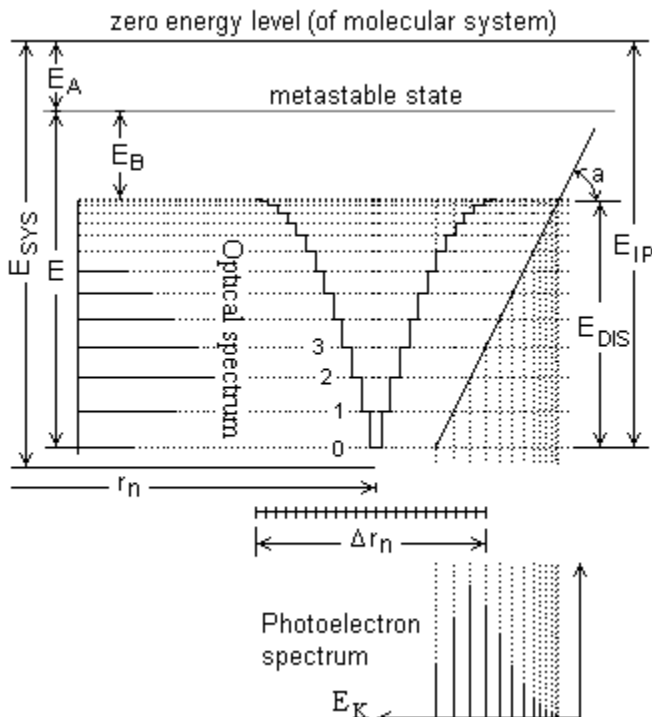 zero energy level (of molecular system)
E_A
metastable state
E_B
a
E_SYS
E
Optical spectrum
E_IP
E_DIS
3
2
1
0
r_n
Δr_n
Photoelectron
spectrum
E_K